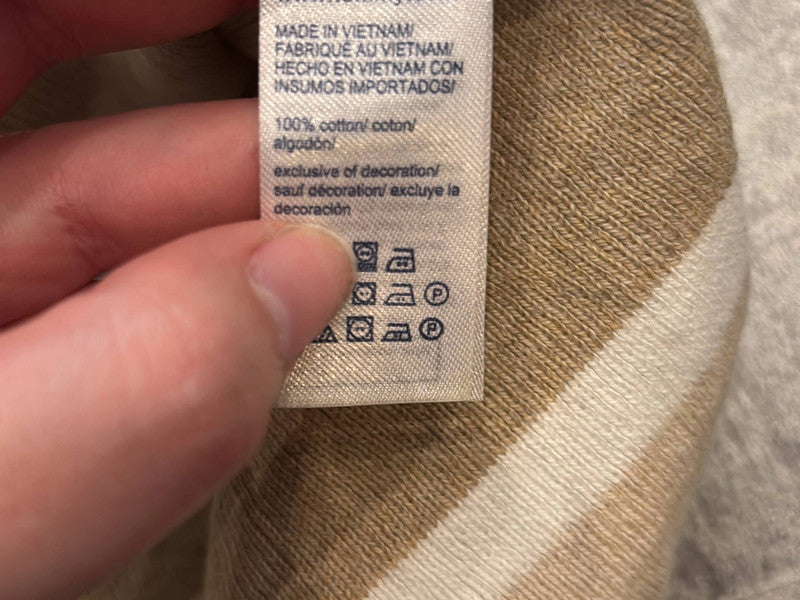 MADE IN VIETNAM/
FABRIQUÉ AU VIETNAM/
HECHO EN VIETNAM CON
INSUMOS IMPORTADOS/
100% cotton/ coton/
algodón/
exclusive of decoration/
sauf décoration/ excluye la
decoración
P
P